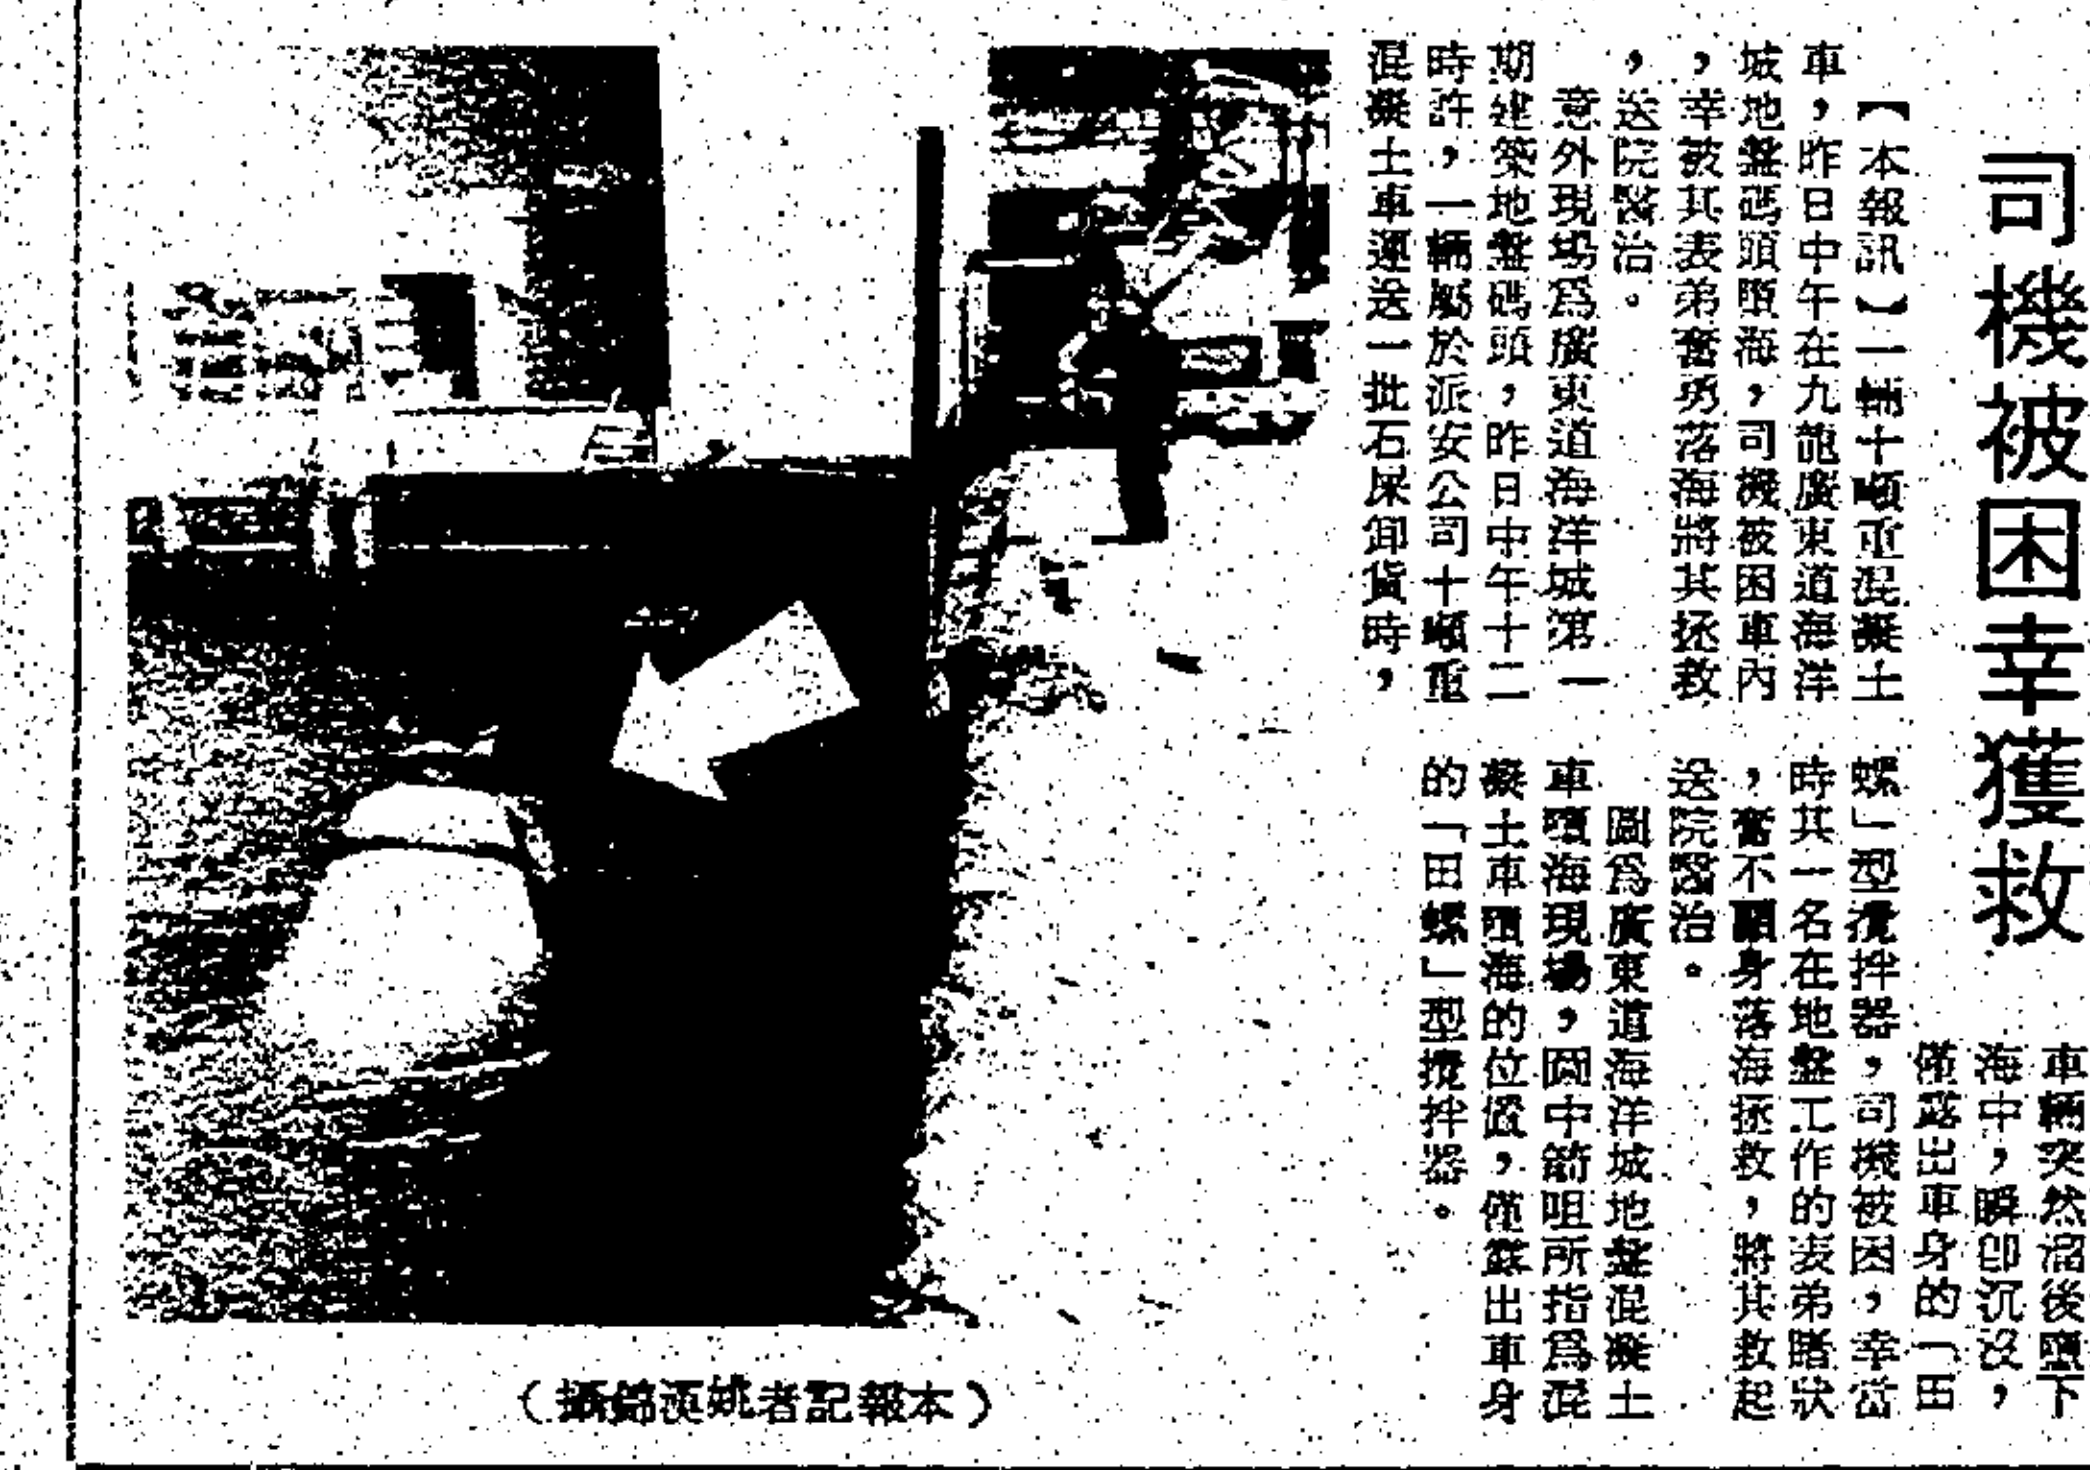 司機被困幸獲救
【本報訊】一輛十噸重混凝土
車，昨日中午在九龍廣東道海洋
城地盤碼頭墮海，司機被困車內
，幸被其表弟奮勇落海將其拯救
，送院醫治。
意外現場爲廣東道海洋城第一
期建築地盤碼頭，昨日中午十二
時許，一輛屬於派安公司十噸重
混凝土車運送一批石屎卸貨時，
車輛突然溜後墮下
海中，瞬即沉沒，
僅露出車身的「田
螺」型攪拌器，司機被困，幸當
時其一名在地盤工作的表弟睹狀
，奮不顧身落海拯救，將其救起
送院醫治。
圖爲廣東道海洋城地盤混凝土
車墮海現場，圖中箭咀所指爲混
凝土車墮海的位置，僅露出車身
的「田螺」型攪拌器。
（本報記者姚漢錦攝）